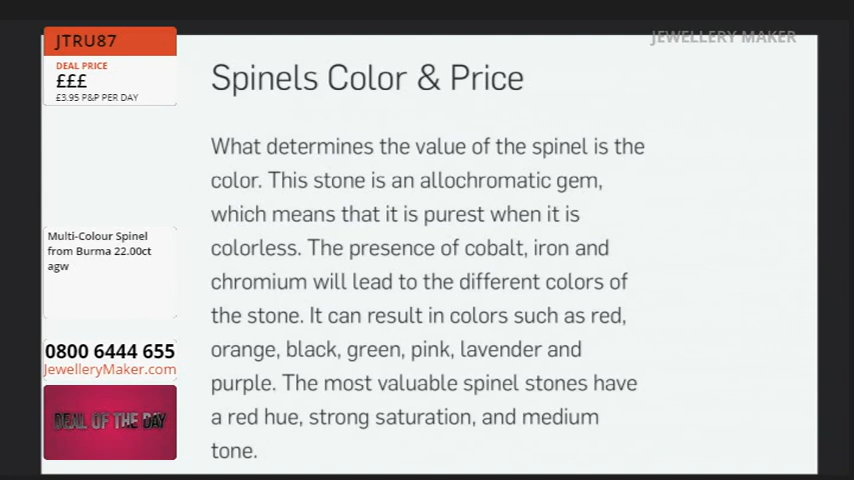 JEWELLERY MAKER
JTRU87
DEAL PRICE
£££
£3.95 P&P PER DAY
Multi-Colour Spinel
from Burma 22.00ct
agw
0800 6444 655
JewelleryMaker.com
DEAL OF THE DAY
Spinels Color & Price
What determines the value of the spinel is the
color. This stone is an allochromatic gem,
which means that it is purest when it is
colorless. The presence of cobalt, iron and
chromium will lead to the different colors of
the stone. It can result in colors such as red,
orange, black, green, pink, lavender and
purple. The most valuable spinel stones have
a red hue, strong saturation, and medium
tone.